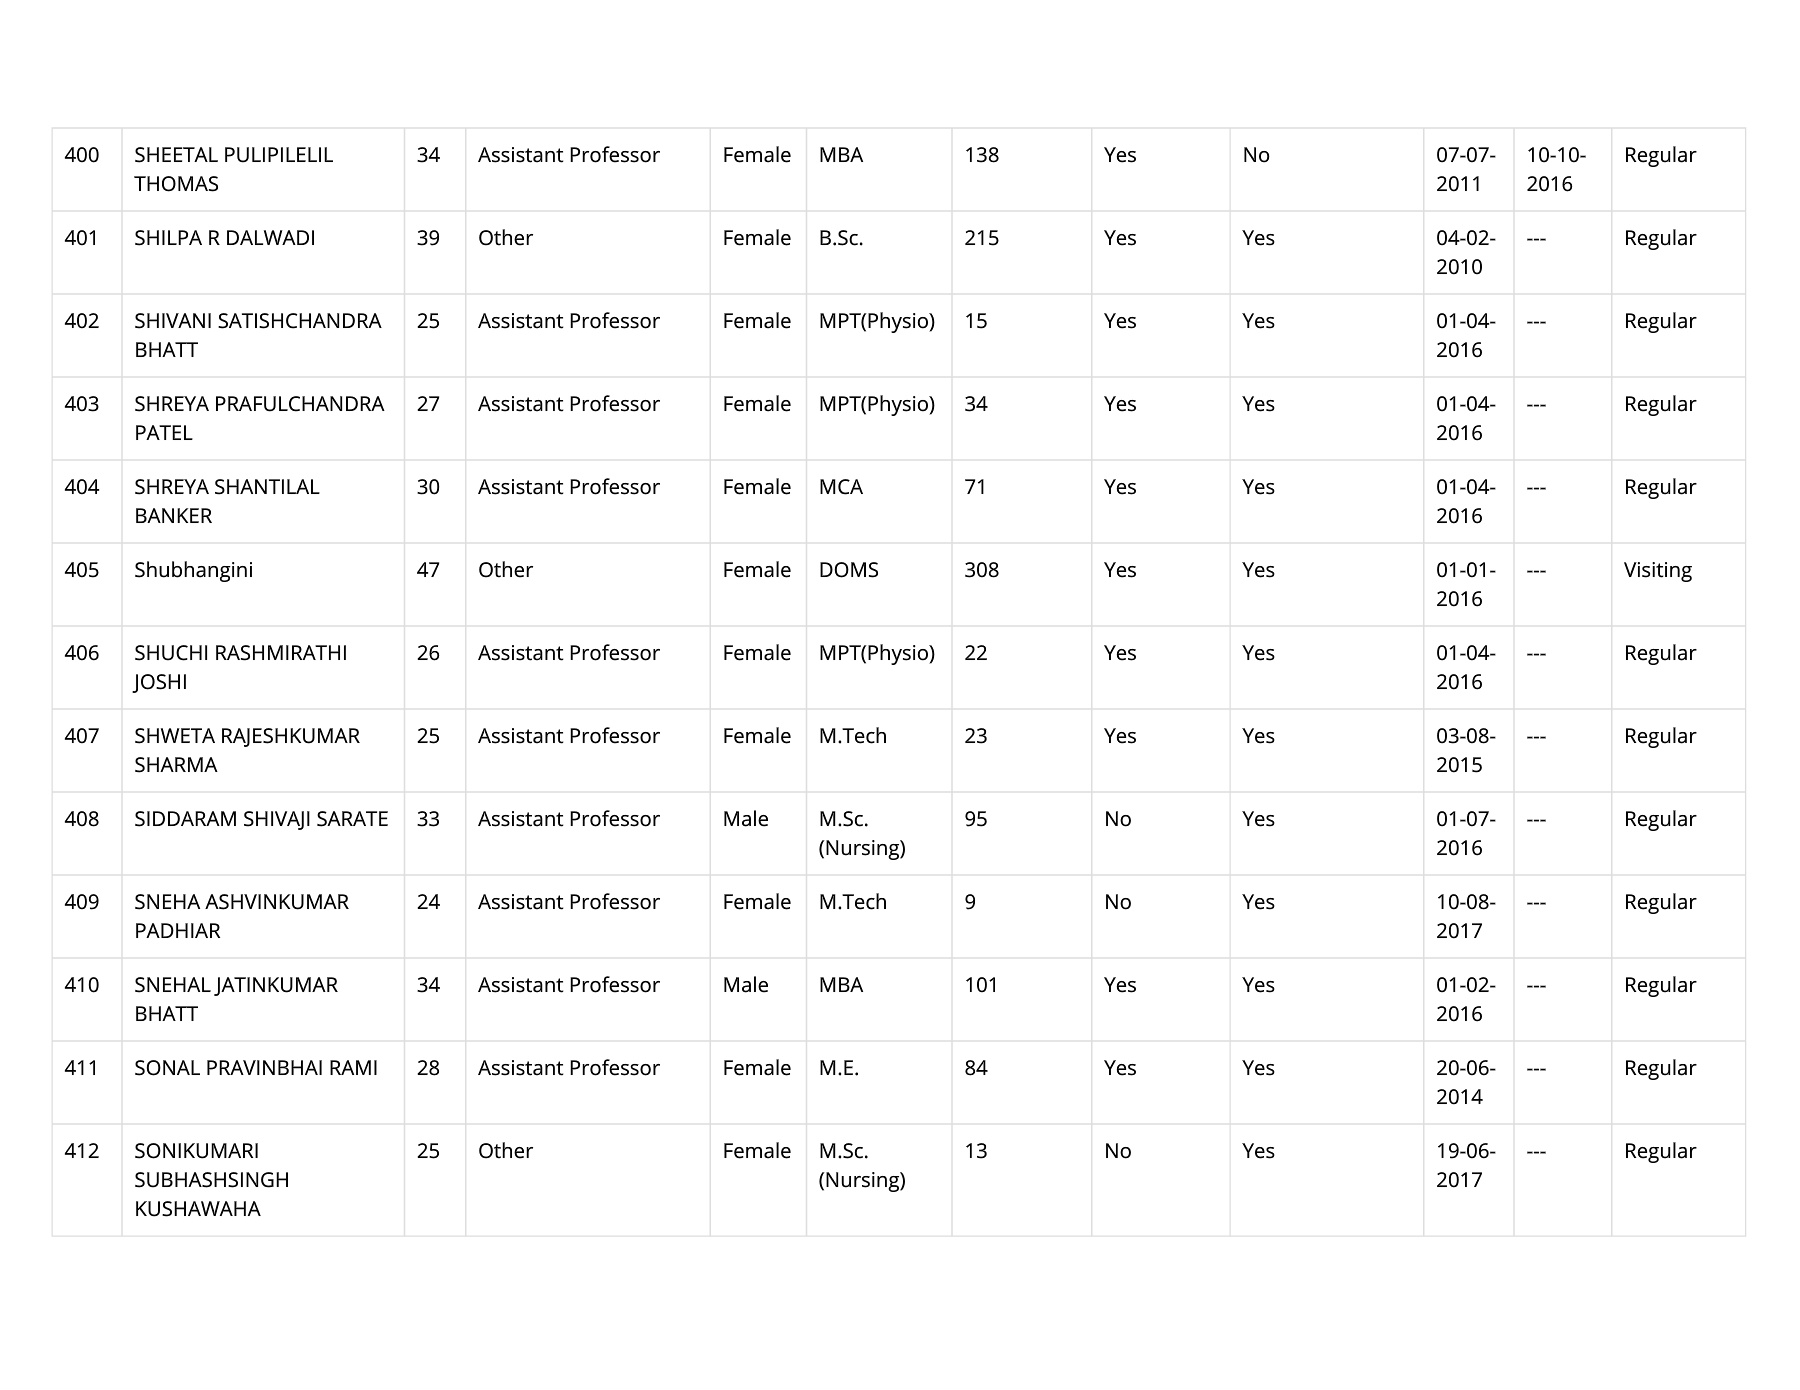 400 SHEETAL PULIPILELIL 34 Assistant Professor Female MBA 138 Yes No 07-07- 10-10- Regular
THOMAS 2011 2016
401 SHILPA R DALWADI 39 Other Female B.Sc. 215 Yes Yes 04-02- --- Regular
2010
402 SHIVANI SATISHCHANDRA 25 Assistant Professor Female MPT(Physio) 15 Yes Yes 01-04- --- Regular
BHATT 2016
403 SHREYA PRAFULCHANDRA 27 Assistant Professor Female MPT(Physio) 34 Yes Yes 01-04- --- Regular
PATEL 2016
404 SHREYA SHANTILAL 30 Assistant Professor Female MCA 71 Yes Yes 01-04- --- Regular
BANKER 2016
405 Shubhangini 47 Other Female DOMS 308 Yes Yes 01-01- --- Visiting
2016
406 SHUCHI RASHMIRATHI 26 Assistant Professor Female MPT(Physio) 22 Yes Yes 01-04- --- Regular
JOSHI 2016
407 SHWETA RAJESHKUMAR 25 Assistant Professor Female M.Tech 23 Yes Yes 03-08- --- Regular
SHARMA 2015
408 SIDDARAM SHIVAJI SARATE 33 Assistant Professor Male M.Sc. 95 No Yes 01-07- --- Regular
(Nursing) 2016
409 SNEHA ASHVINKUMAR 24 Assistant Professor Female M.Tech 9 No Yes 10-08- --- Regular
PADHIAR 2017
410 SNEHAL JATINKUMAR 34 Assistant Professor Male MBA 101 Yes Yes 01-02- --- Regular
BHATT 2016
411 SONAL PRAVINBHAI RAMI 28 Assistant Professor Female M.E. 84 Yes Yes 20-06- --- Regular
2014
412 SONIKUMARI 25 Other Female M.Sc. 13 No Yes 19-06- --- Regular
SUBHASHSINGH (Nursing) 2017
KUSHAWAHA